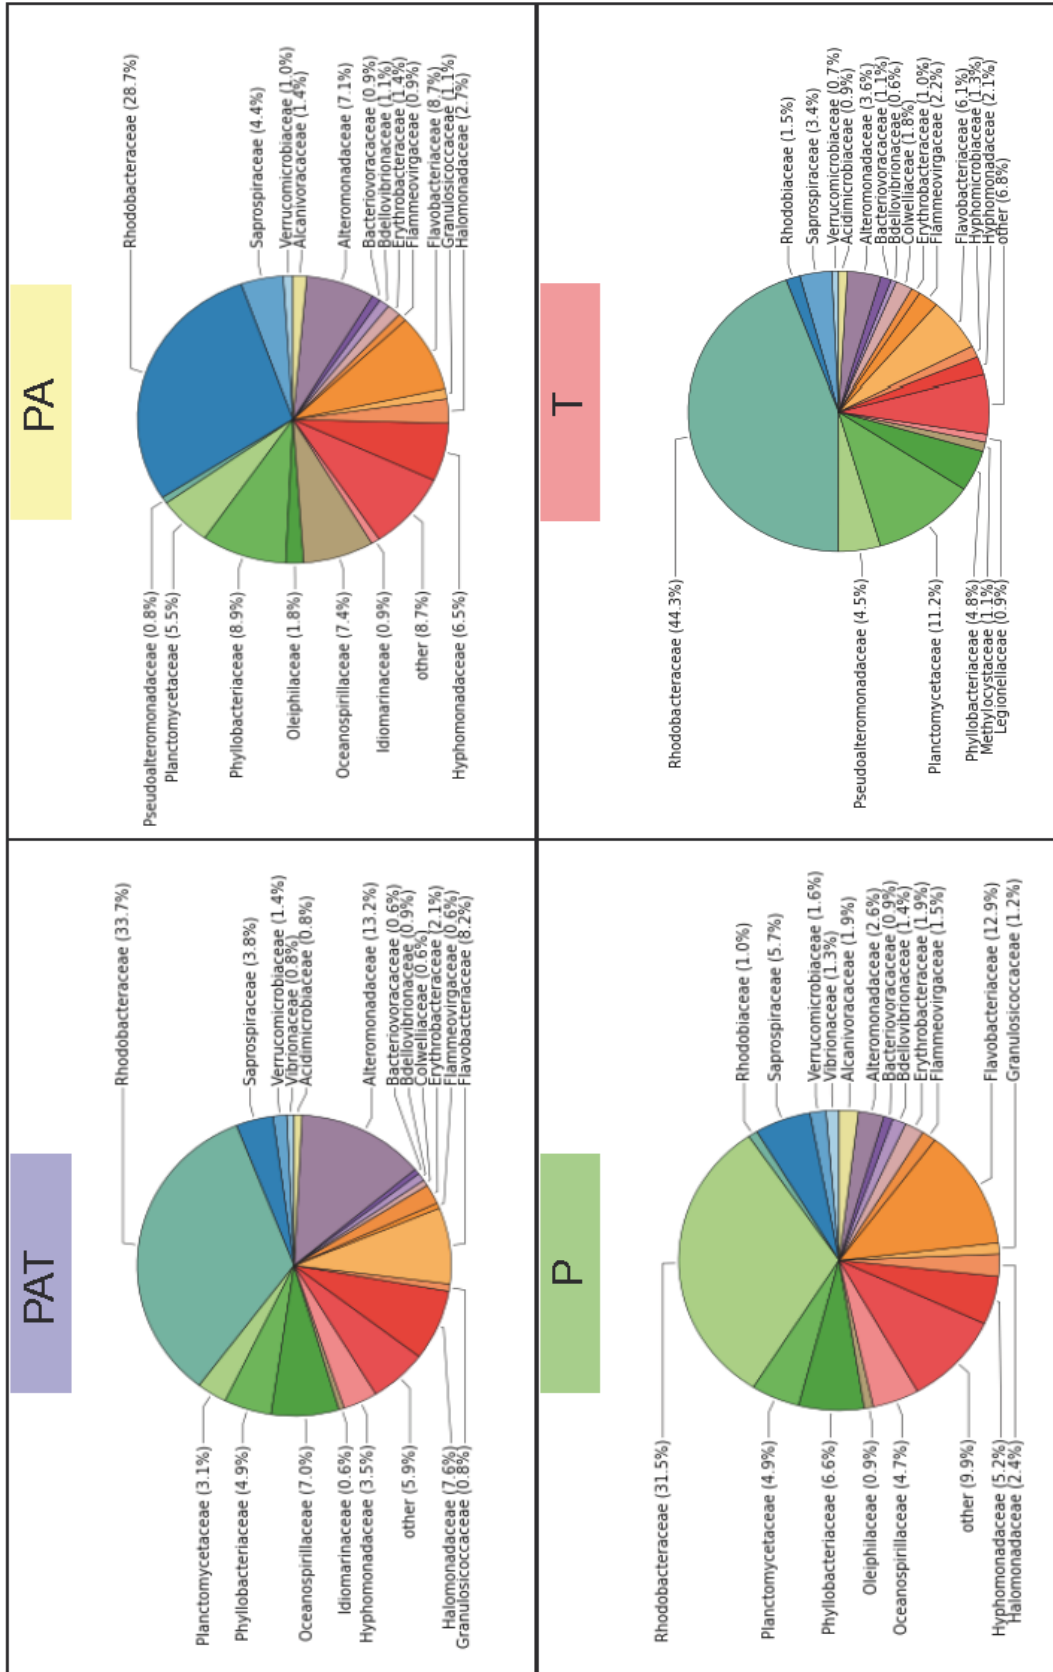 PAT
Rhodobacteraceae (33.7%)
Saprospiraceae (3.8%)
Verrucomicrobiaceae (1.4%)
Vibrionaceae (0.8%)
Acidimicrobiaceae (0.8%)
Alteromonadaceae (13.2%)
Bacteriovoracaceae (0.6%)
Bdellovibrionaceae (0.9%)
Colwelliaceae (0.6%)
Erythrobacteraceae (2.1%)
Flammeovirgaceae (0.6%)
Flavobacteriaceae (8.2%)
Planctomycetaceae (3.1%)
Phyllobacteriaceae (4.9%)
Oceanospirillaceae (7.0%)
Idiomarinaceae (0.6%)
Hyphomonadaceae (3.5%)
other (5.9%)
Halomonadaceae (7.6%)
Granulosicoccaceae (0.8%)
PA
Rhodobacteraceae (28.7%)
Saprospiraceae (4.4%)
Verrucomicrobiaceae (1.0%)
Alcanivoracaceae (1.4%)
Alteromonadaceae (7.1%)
Bacteriovoracaceae (0.9%)
Bdellovibrionaceae (1.1%)
Erythrobacteraceae (1.4%)
Flammeovirgaceae (0.9%)
Flavobacteriaceae (8.7%)
Granulosicoccaceae (1.1%)
Halomonadaceae (2.7%)
Pseudoalteromonadaceae (0.8%)
Planctomycetaceae (5.5%)
Phyllobacteriaceae (8.9%)
Oleiphilaceae (1.8%)
Oceanospirillaceae (7.4%)
Idiomarinaceae (0.9%)
other (8.7%)
Hyphomonadaceae (6.5%)
P
Rhodobiaceae (1.0%)
Saprospiraceae (5.7%)
Verrucomicrobiaceae (1.6%)
Vibrionaceae (1.3%)
Alcanivoracaceae (1.9%)
Alteromonadaceae (2.6%)
Bacteriovoracaceae (0.9%)
Bdellovibrionaceae (1.4%)
Erythrobacteraceae (1.9%)
Flammeovirgaceae (1.5%)
Flavobacteriaceae (12.9%)
Granulosicoccaceae (1.2%)
Rhodobacteraceae (31.5%)
Planctomycetaceae (4.9%)
Phyllobacteriaceae (6.6%)
Oleiphilaceae (0.9%)
Oceanospirillaceae (4.7%)
other (9.9%)
Hyphomonadaceae (5.2%)
Halomonadaceae (2.4%)
T
Rhodobiaceae (1.5%)
Saprospiraceae (3.4%)
Verrucomicrobiaceae (0.7%)
Acidimicrobiaceae (0.9%)
Alteromonadaceae (3.6%)
Bacteriovoracaceae (1.1%)
Bdellovibrionaceae (0.6%)
Colwelliaceae (1.8%)
Erythrobacteraceae (1.0%)
Flammeovirgaceae (2.2%)
Flavobacteriaceae (6.1%)
Hyphomicrobiaceae (1.3%)
Hyphomonadaceae (2.1%)
other (6.8%)
Rhodobacteraceae (44.3%)
Pseudoalteromonadaceae (4.5%)
Planctomycetaceae (11.2%)
Phyllobacteriaceae (4.8%)
Methylocystaceae (1.1%)
Legionellaceae (0.9%)